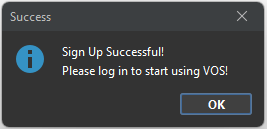 Success
Sign Up Successful!
Please log in to start using VOS!
OK